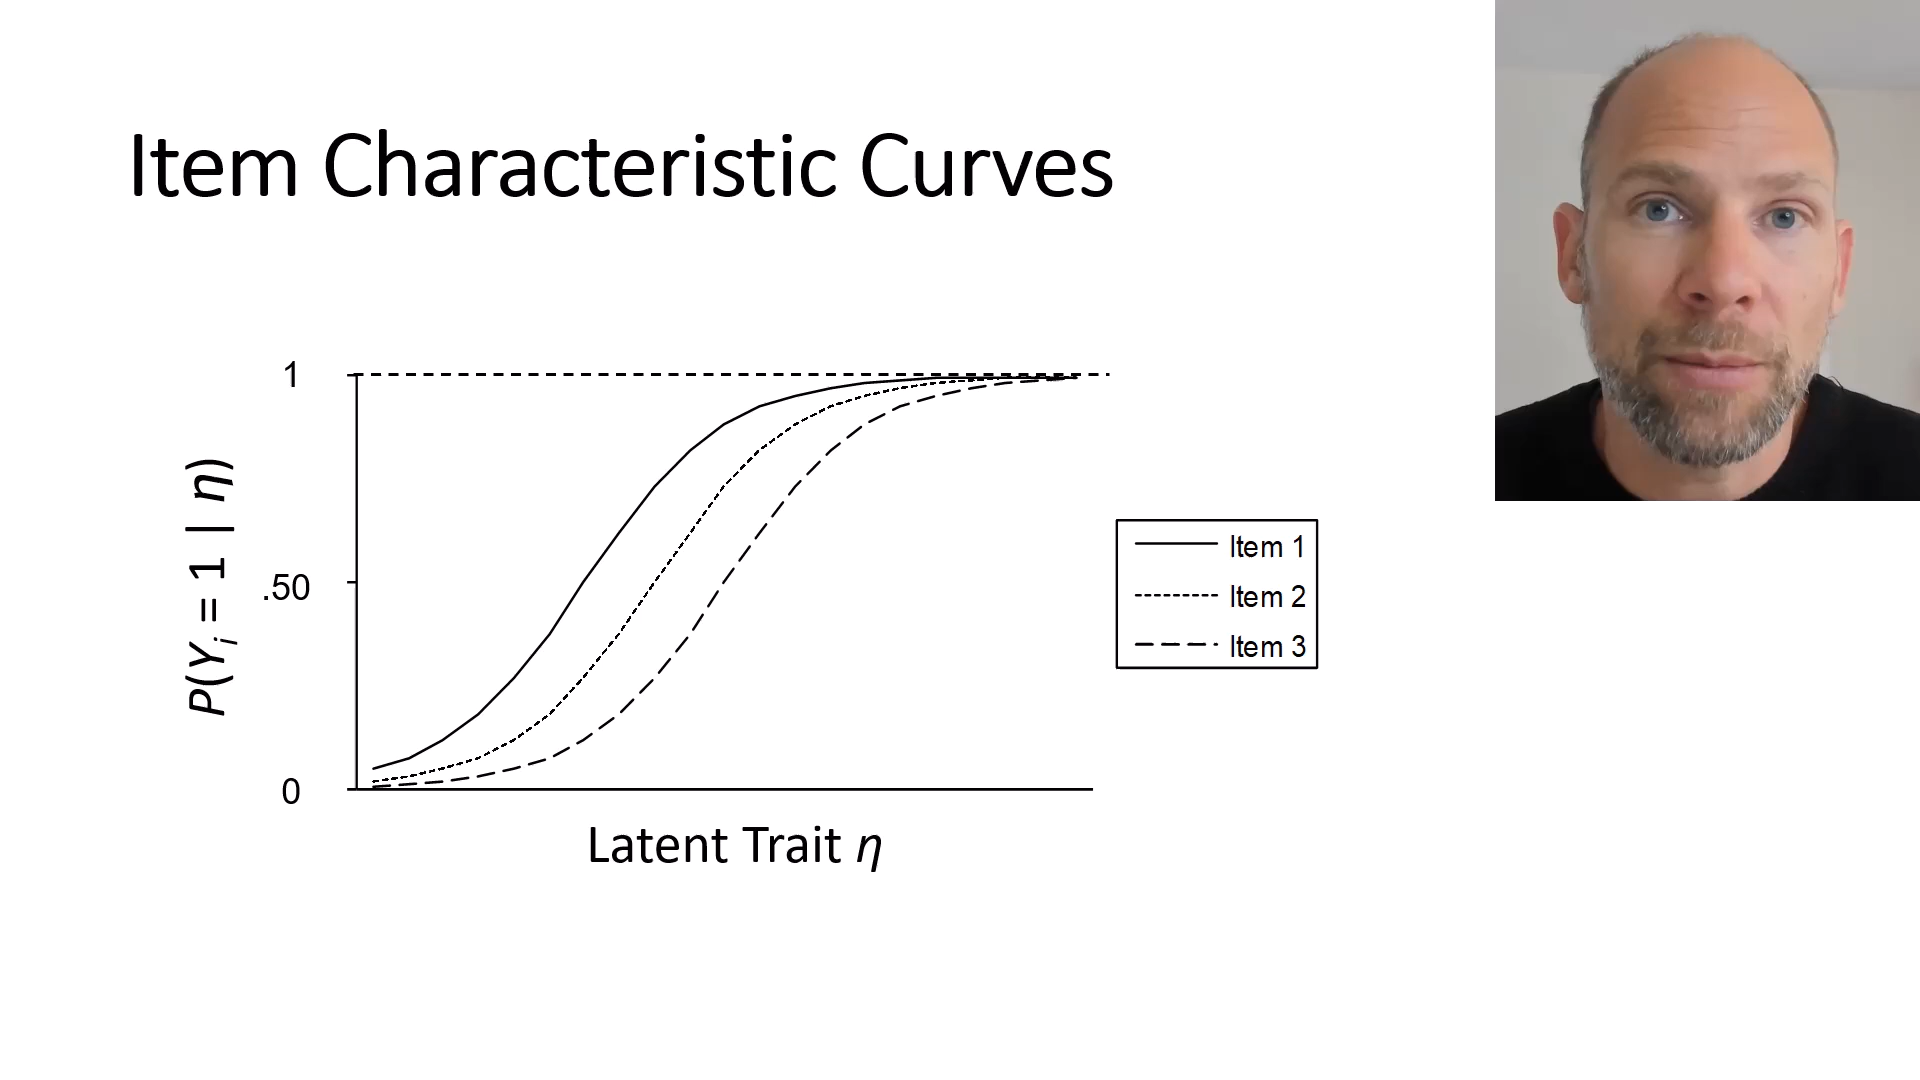 Item Characteristic Curves
1
.50
0
P(Yi = 1 | η)
Latent Trait η
Item 1
Item 2
Item 3